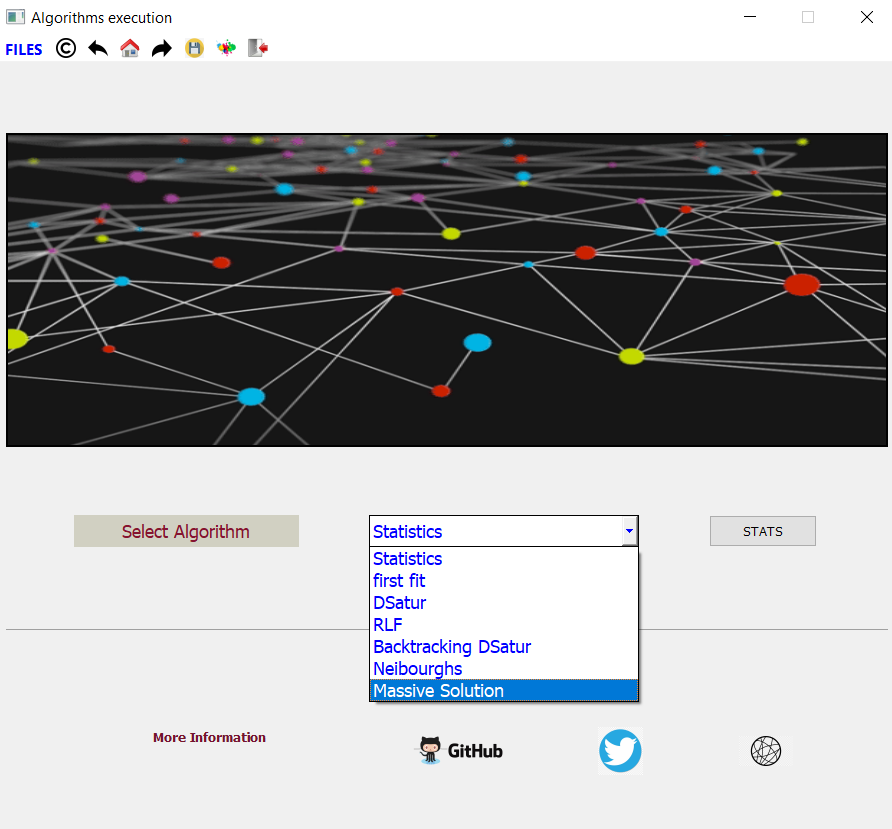 Algorithms execution
FILES ©
Select Algorithm
Statistics
STATS
Statistics
first fit
DSatur
RLF
Backtracking DSatur
Neibourghs
Massive Solution
More Information
GitHub